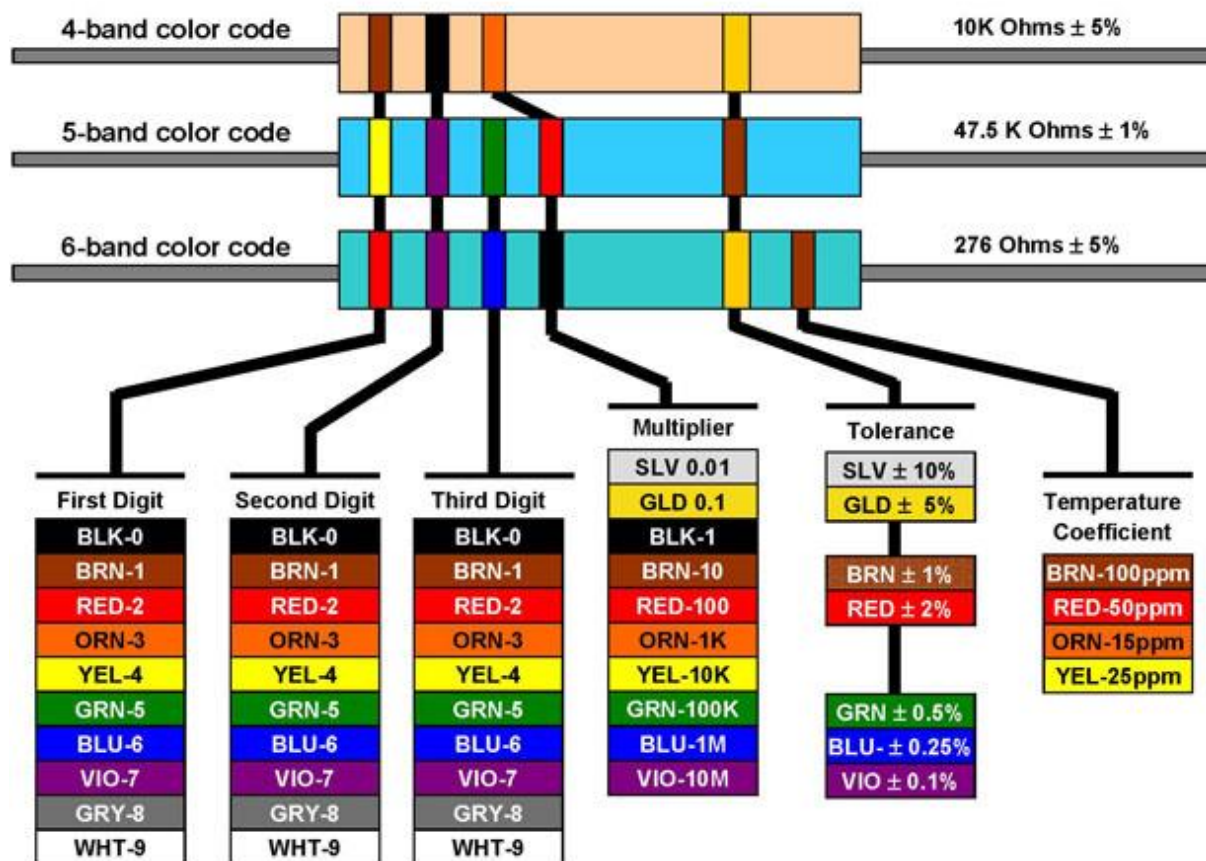 4-band color code
10K Ohms ± 5%
5-band color code
47.5 K Ohms ± 1%
6-band color code
276 Ohms ± 5%
First Digit
BLK-0
BRN-1
RED-2
ORN-3
YEL-4
GRN-5
BLU-6
VIO-7
GRY-8
WHT-9
Second Digit
BLK-0
BRN-1
RED-2
ORN-3
YEL-4
GRN-5
BLU-6
VIO-7
GRY-8
WHT-9
Third Digit
BLK-0
BRN-1
RED-2
ORN-3
YEL-4
GRN-5
BLU-6
VIO-7
GRY-8
WHT-9
Multiplier
SLV 0.01
GLD 0.1
BLK-1
BRN-10
RED-100
ORN-1K
YEL-10K
GRN-100K
BLU-1M
VIO-10M
Tolerance
SLV ± 10%
GLD ± 5%
BRN ± 1%
RED ± 2%
GRN ± 0.5%
BLU- ± 0.25%
VIO ± 0.1%
Temperature
Coefficient
BRN-100ppm
RED-50ppm
ORN-15ppm
YEL-25ppm